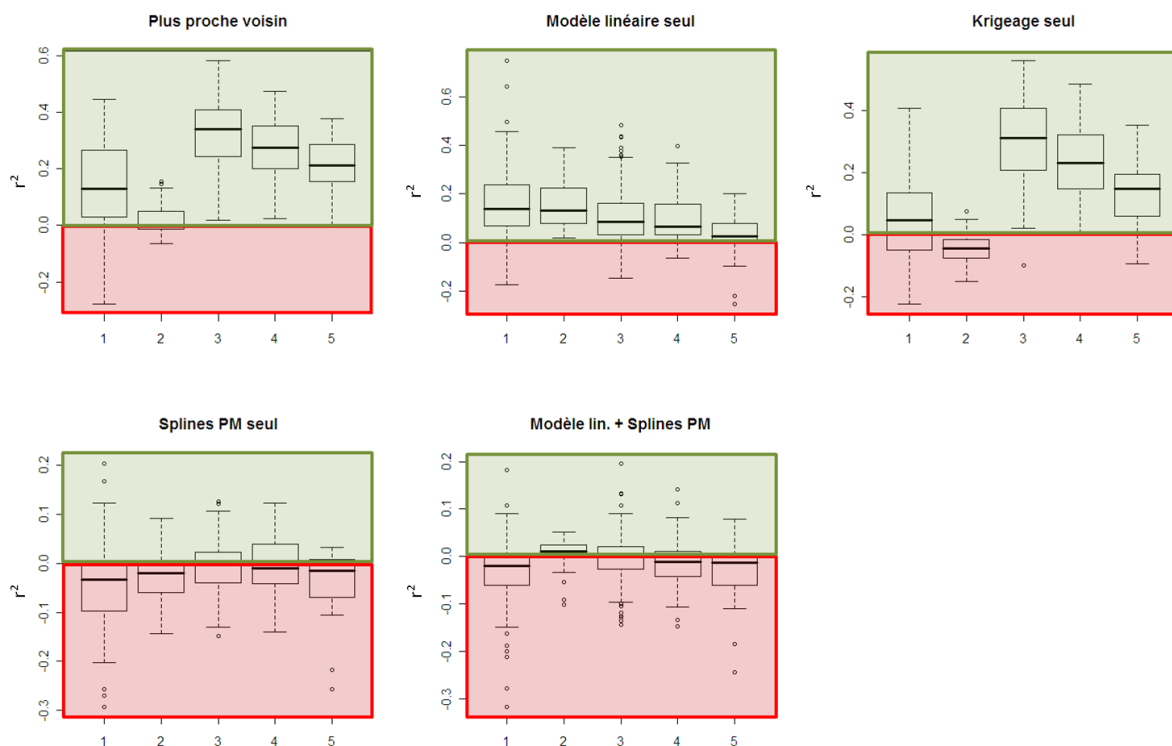 Plus proche voisin
Modèle linéaire seul
Krigeage seul
r²
0.6
0.4
0.2
0.0
-0.2
1 2 3 4 5
r²
0.6
0.4
0.2
0.0
-0.2
1 2 3 4 5
r²
0.4
0.2
0.0
-0.2
1 2 3 4 5
Splines PM seul
Modèle lin. + Splines PM
r²
0.2
0.1
0.0
-0.1
-0.2
-0.3
1 2 3 4 5
r²
0.2
0.1
0.0
-0.1
-0.2
-0.3
1 2 3 4 5